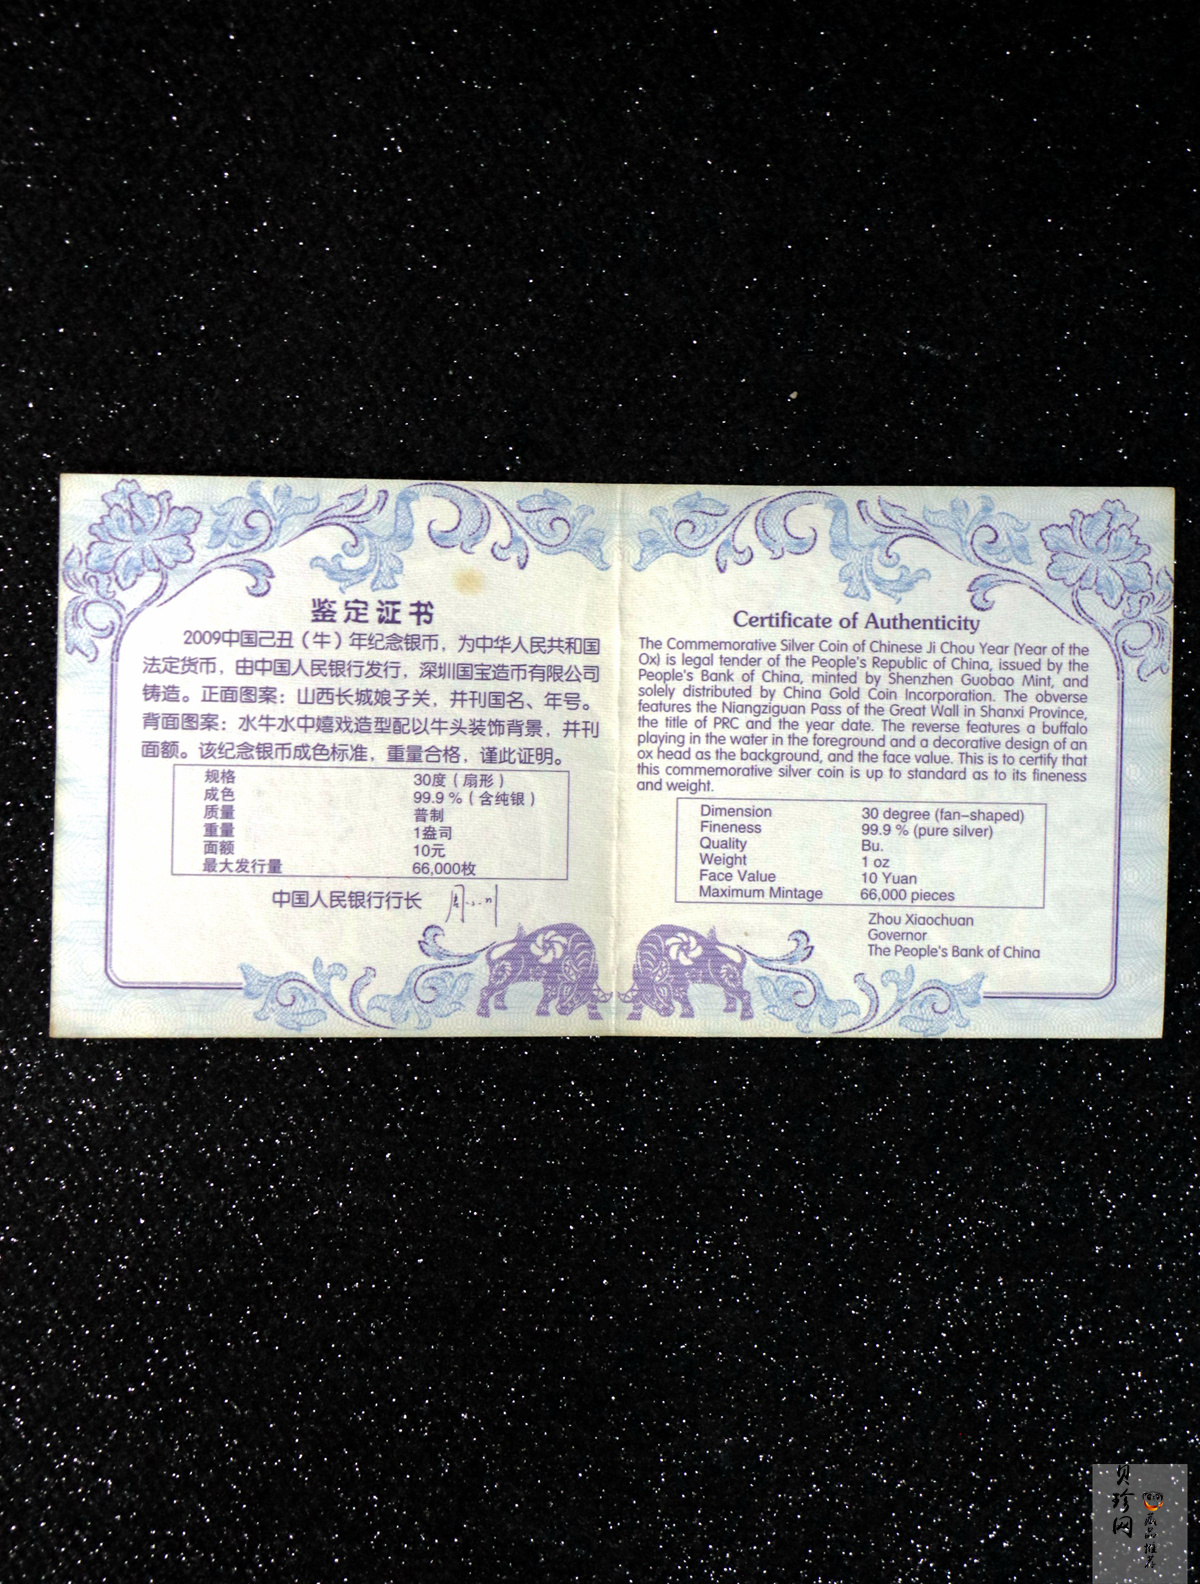 鉴定证书
2009中国己丑（牛）年纪念银币，为中华人民共和国
法定货币，由中国人民银行发行，深圳国宝造币有限公司
铸造。正面图案：山西长城娘子关，并刊国名、年号。
背面图案：水牛水中嬉戏造型配以牛头装饰背景，并刊
面额。该纪念银币成色标准，重量合格，谨此证明。
规格 30度（扇形）
成色 99.9%（含纯银）
质量 普制
重量 1盎司
面额 10元
最大发行量 66,000枚
中国人民银行行长
Certificate of Authenticity
The Commemorative Silver Coin of Chinese Ji Chou Year (Year of the
Ox) is legal tender of the People's Republic of China, issued by the
People's Bank of China, minted by Shenzhen Guobao Mint, and
solely distributed by China Gold Coin Incorporation. The obverse
features the Niangziguan Pass of the Great Wall in Shanxi Province,
the title of PRC and the year date. The reverse features a buffalo
playing in the water in the foreground and a decorative design of an
ox head as the background, and the face value. This is to certify that
this commemorative silver coin is up to standard as to its fineness
and weight.
Dimension 30 degree (fan-shaped)
Fineness 99.9 % (pure silver)
Quality Bu.
Weight 1 oz
Face Value 10 Yuan
Maximum Mintage 66,000 pieces
Zhou Xiaochuan
Governor
The People's Bank of China
贝珍网
藏品推荐